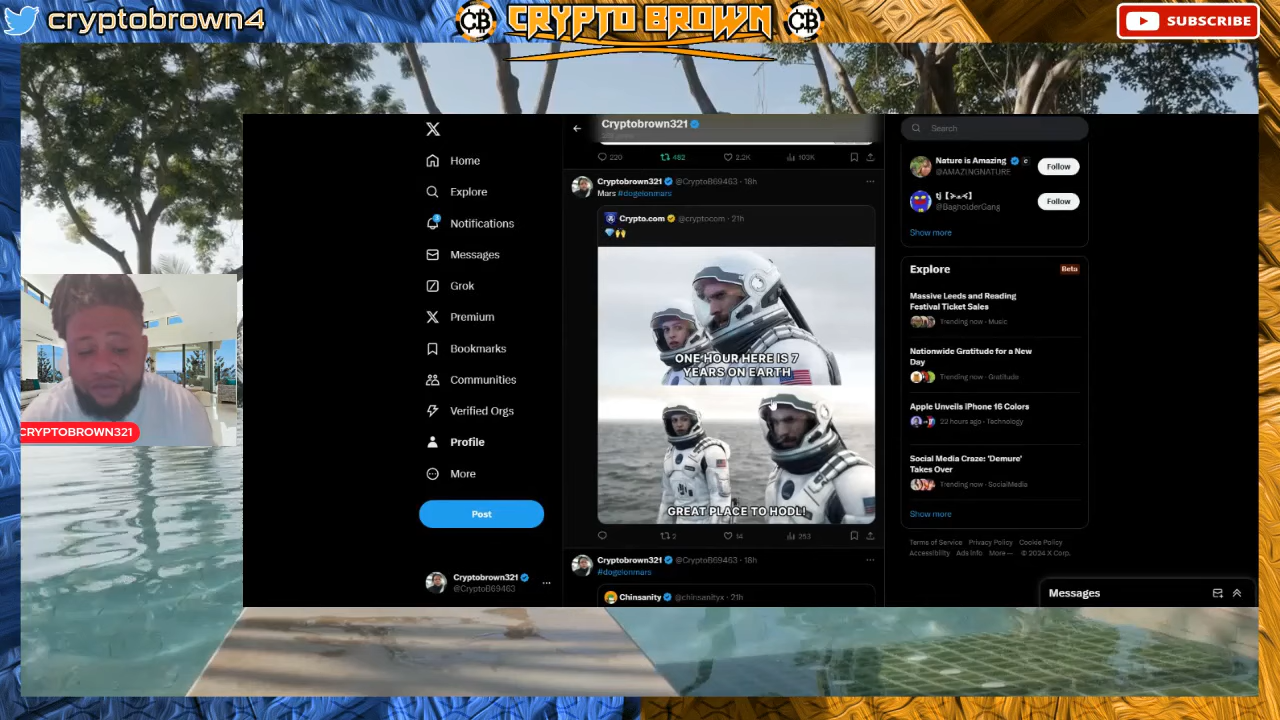 cryptobrown4
CB
CRYPTO BROWN
CB
SUBSCRIBE
CRYPTOBROWN321
X
Home
Explore
Notifications
Messages
Grok
Premium
Bookmarks
Communities
Verified Orgs
Profile
More
Post
Cryptobrown321
@CryptoB69463
Cryptobrown321
220 482 2.2K 103K
Cryptobrown321 @CryptoB69463 · 18h
Mars #dogeionmars
Crypto.com @cryptocom · 21h
💎🙌
ONE HOUR HERE IS 7
YEARS ON EARTH
GREAT PLACE TO HODL!
2 14 253
Cryptobrown321 @CryptoB69463 · 18h
#dogeionmars
Chinsanity @chinsanityx · 21h
Search
Nature is Amazing
@AMAZINGNATURE
Follow
@BagholderGang
Follow
Show more
Explore Beta
Massive Leeds and Reading
Festival Ticket Sales
Trending now · Music
Nationwide Gratitude for a New
Day
Trending now · Gratitude
Apple Unveils iPhone 16 Colors
22 hours ago · Technology
Social Media Craze: 'Demure'
Takes Over
Trending now · SocialMedia
Show more
Terms of Service Privacy Policy Cookie Policy
Accessibility Ads Info More··· © 2024 X Corp.
Messages